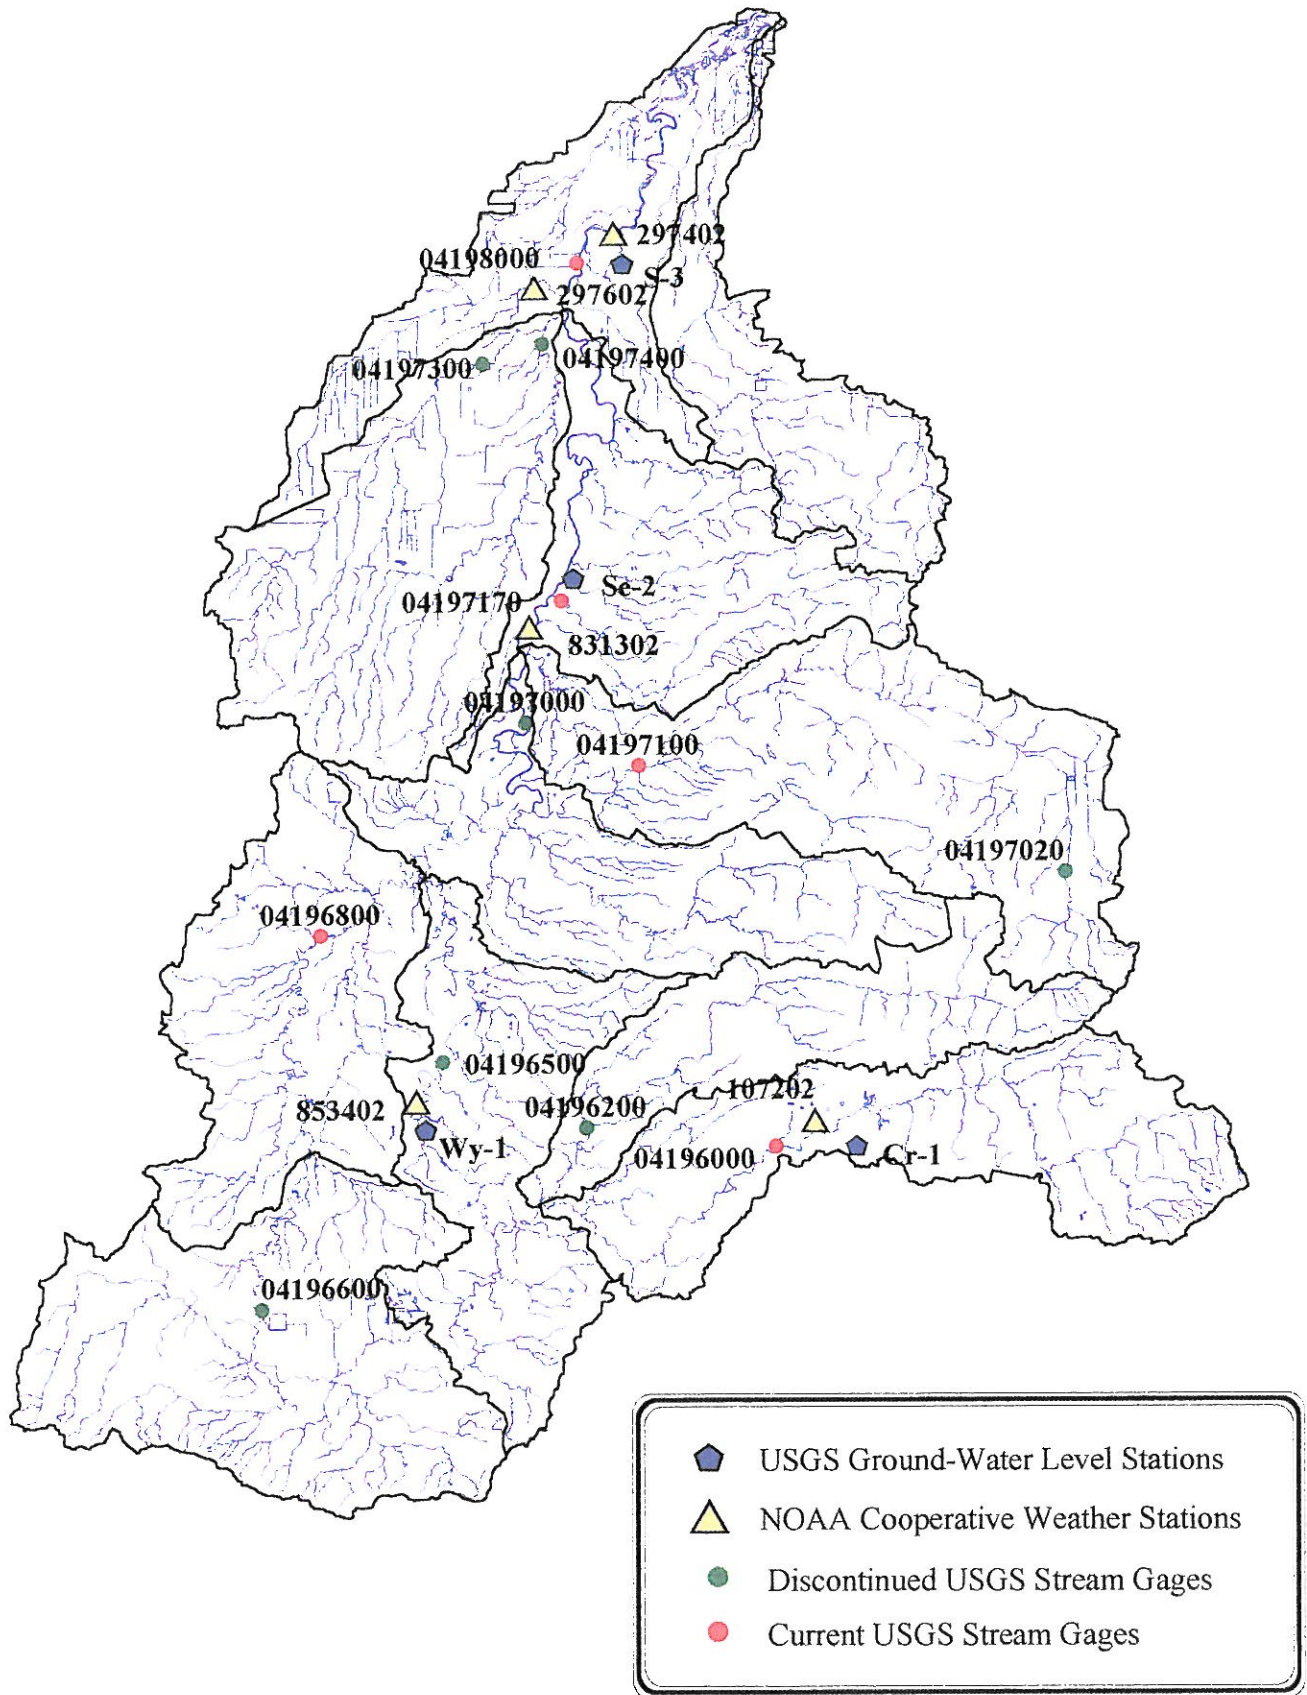 297402
04198000
S-3
297602
04197400
04197300
Se-2
04197170
831302
04197000
04197100
04197020
04196800
04196500
107202
853402
04196200
Wy-1
04196000
Cr-1
04196600
USGS Ground-Water Level Stations
NOAA Cooperative Weather Stations
Discontinued USGS Stream Gages
Current USGS Stream Gages